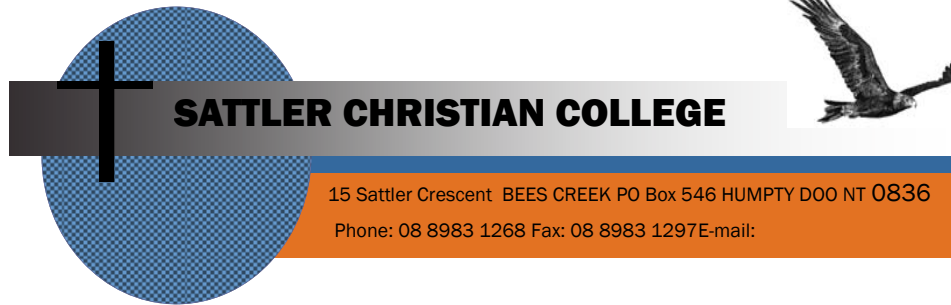 SATTLER CHRISTIAN COLLEGE
15 Sattler Crescent BEES CREEK PO Box 546 HUMPTY DOO NT 0836
Phone: 08 8983 1268 Fax: 08 8983 1297E-mail: